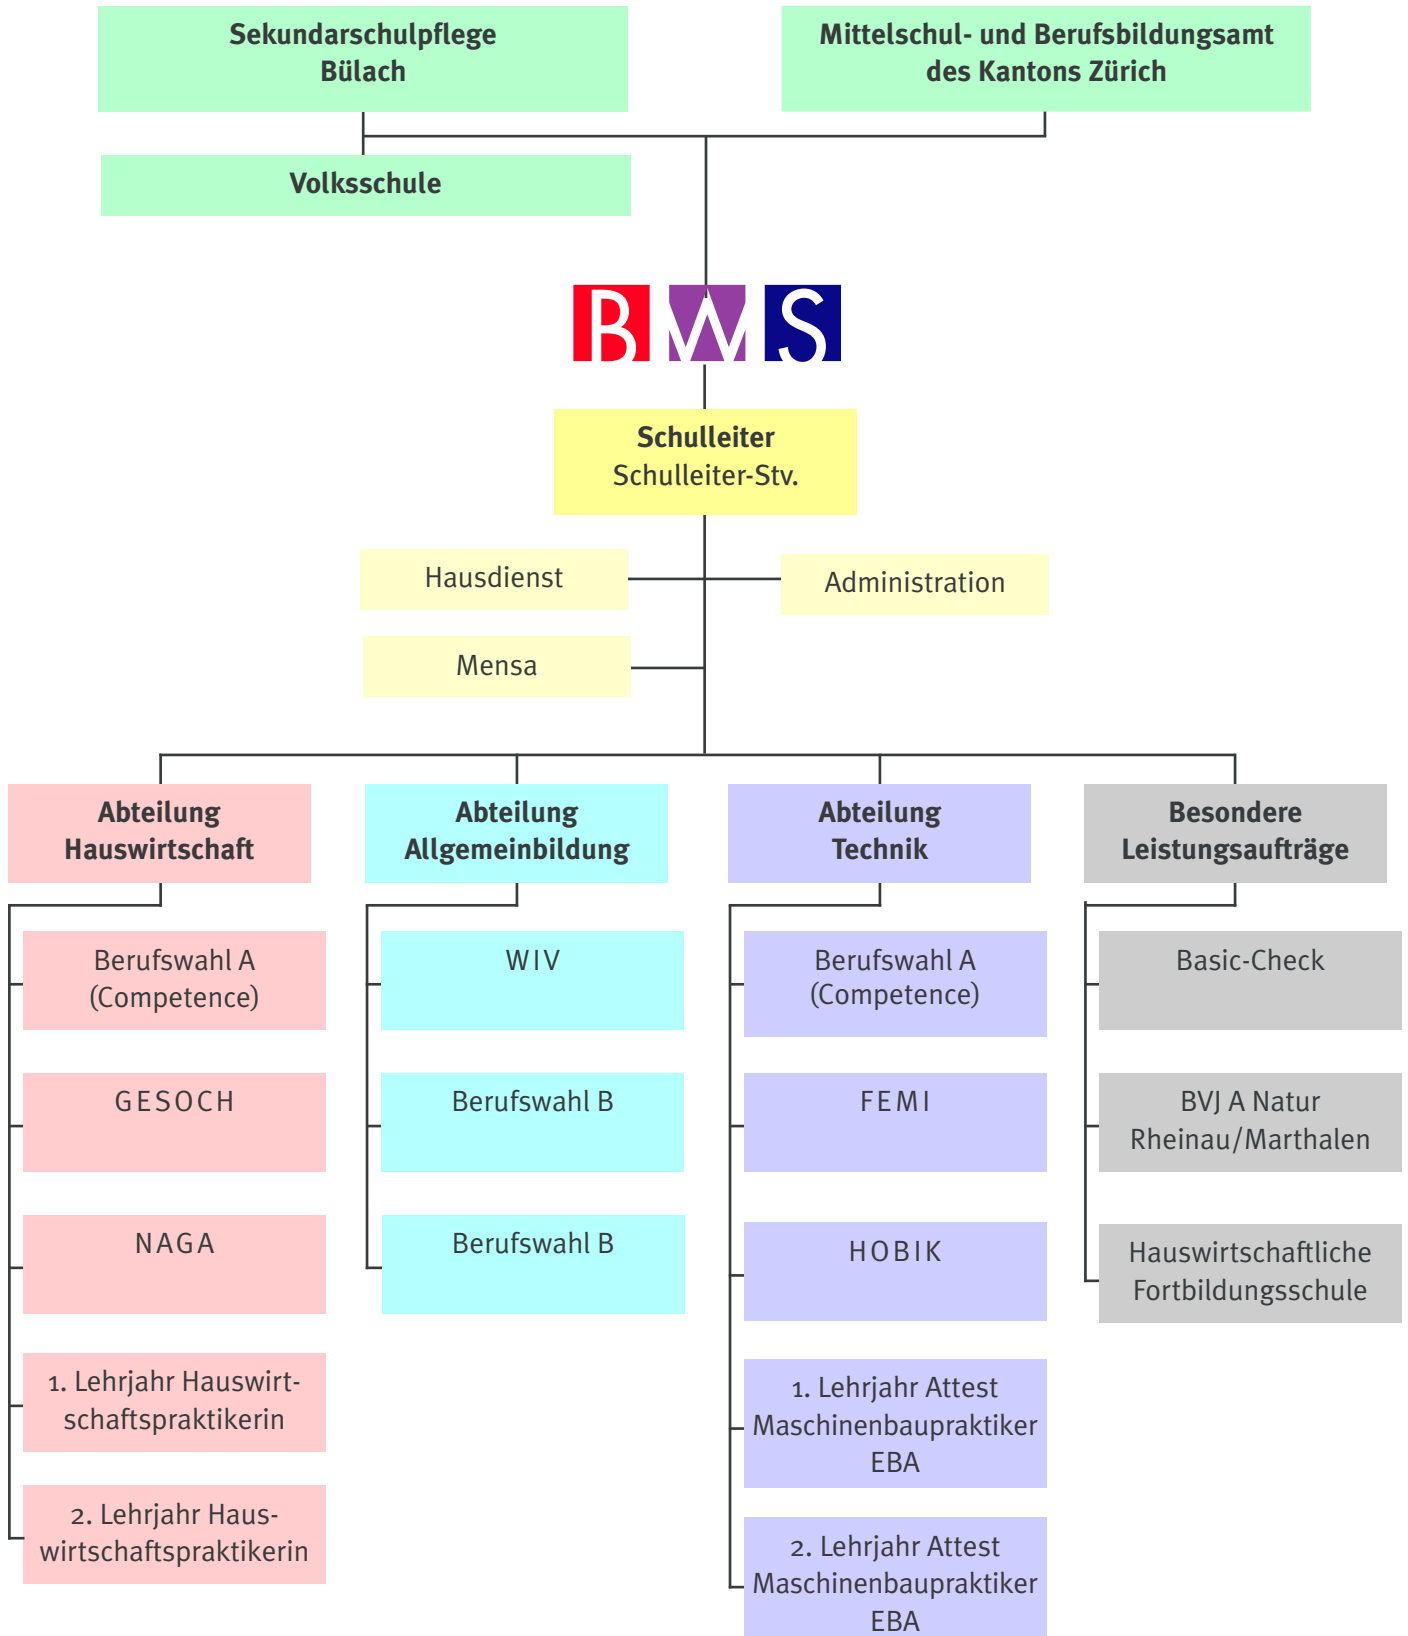 Sekundarschulpflege
Bülach
Mittelschul- und Berufsbildungsamt
des Kantons Zürich
Volksschule
BWS
Schulleiter
Schulleiter-Stv.
Hausdienst
Administration
Mensa
Abteilung
Hauswirtschaft
Abteilung
Allgemeinbildung
Abteilung
Technik
Besondere
Leistungsaufträge
Berufswahl A
(Competence)
GESOCH
NAGA
1. Lehrjahr Hauswirt-
schaftspraktikerin
2. Lehrjahr Haus-
wirtschaftspraktikerin
WIV
Berufswahl B
Berufswahl B
Berufswahl A
(Competence)
FEMI
HOBIK
1. Lehrjahr Attest
Maschinenbaupraktiker
EBA
2. Lehrjahr Attest
Maschinenbaupraktiker
EBA
Basic-Check
BVJ A Natur
Rheinau/Marthalen
Hauswirtschaftliche
Fortbildungsschule